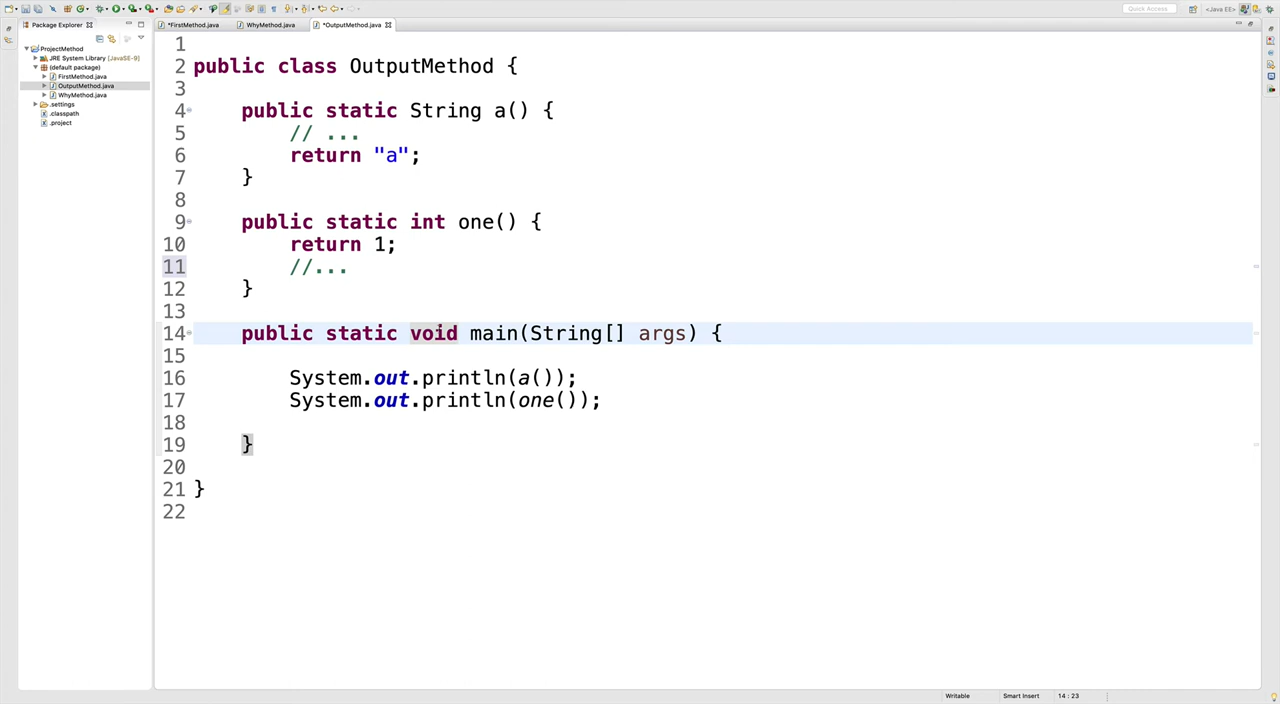 Quick Access
<Java EE>
Package Explorer
*FirstMethod.java
WhyMethod.java
*OutputMethod.java
ProjectMethod
JRE System Library [JavaSE-9]
(default package)
FirstMethod.java
OutputMethod.java
WhyMethod.java
.settings
.classpath
.project
1
2 public class OutputMethod {
3
4 public static String a() {
5 // ...
6 return "a";
7 }
8
9 public static int one() {
10 return 1;
11 //...
12 }
13
14 public static void main(String[] args) {
15
16 System.out.println(a());
17 System.out.println(one());
18
19 }
20
21 }
22
Writable
Smart Insert
14 : 23